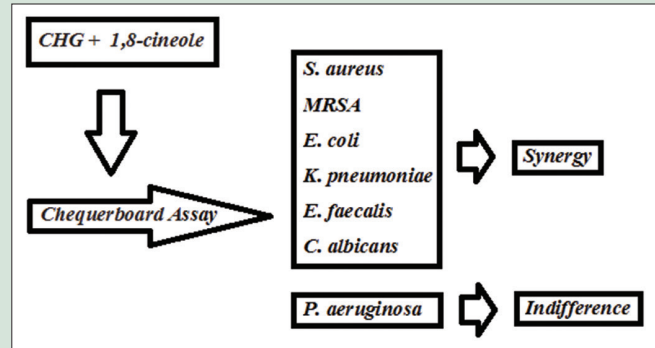 CHG + 1,8-cineole
Chequerboard Assay
S. aureus
MRSA
E. coli
K. pneumoniae
E. faecalis
C. albicans
Synergy
P. aeruginosa
Indifference